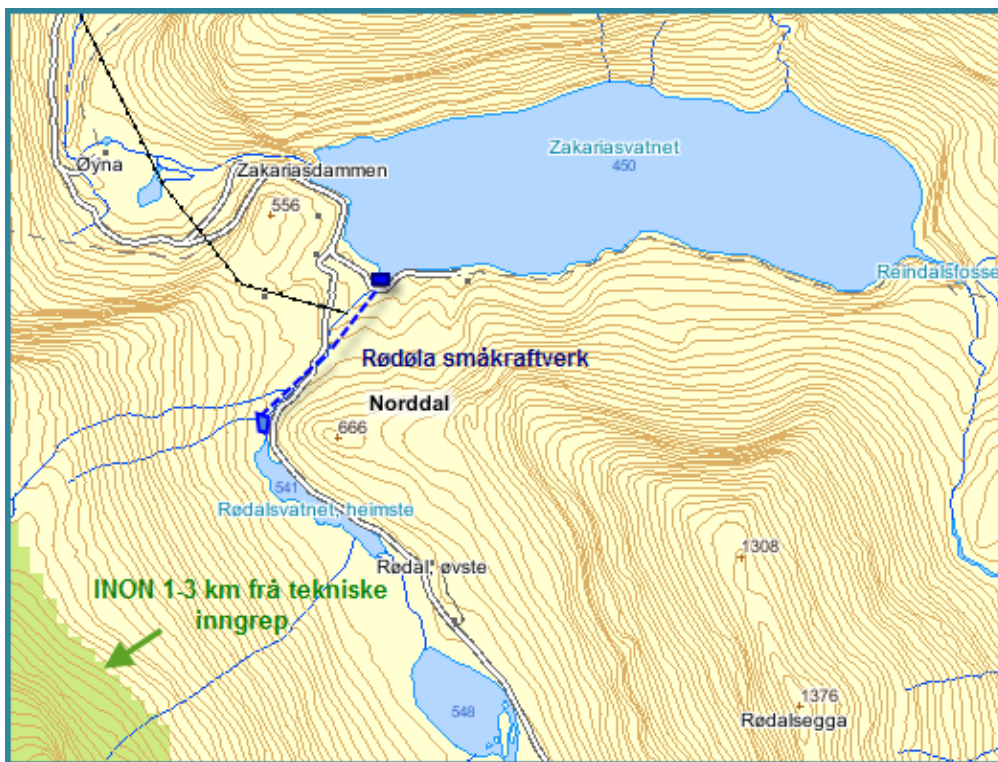 Zakariasvatnet
450
Øyna
Zakariasdammen
556
Reindalsfosse
Rødøla småkraftverk
Norddal
666
541
Rødalsvatnet, heimste
1308
Rødal, øvste
INON 1-3 km frå tekniske
inngrep
1376
548
Rødalsegga